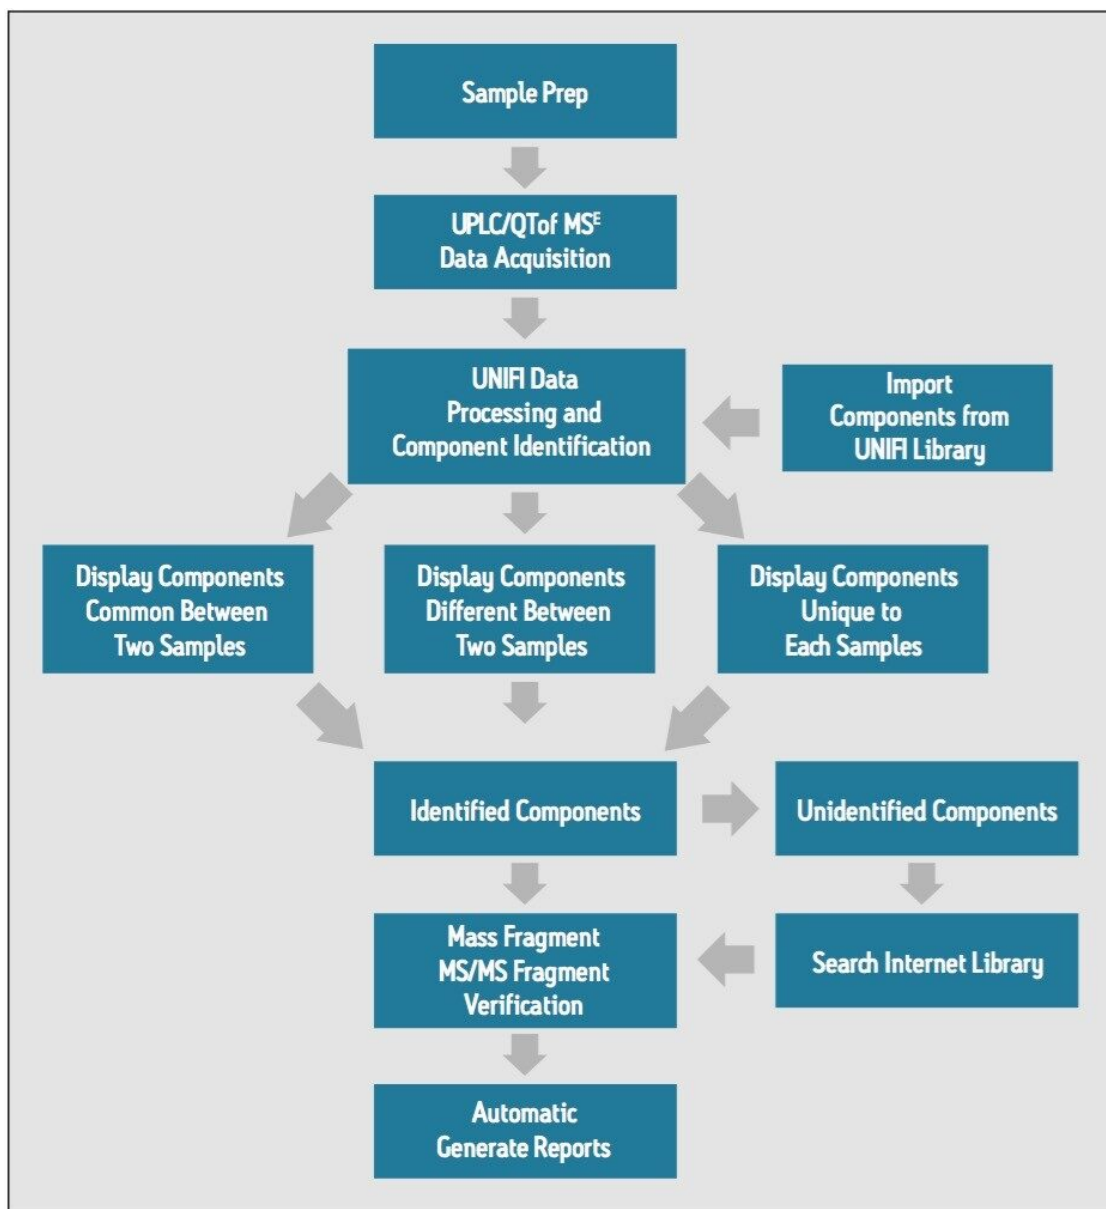 Sample Prep
UPLC/QTof MSᴱ
Data Acquisition
UNIFI Data
Processing and
Component Identification
Import
Components from
UNIFI Library
Display Components
Common Between
Two Samples
Display Components
Different Between
Two Samples
Display Components
Unique to
Each Samples
Identified Components
Unidentified Components
Mass Fragment
MS/MS Fragment
Verification
Search Internet Library
Automatic
Generate Reports